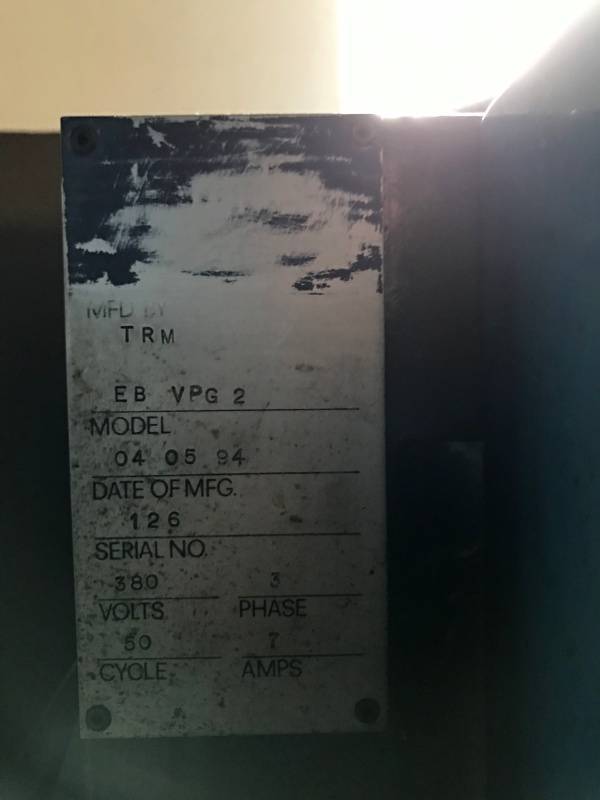 MFD BY
TRM
EB VPG 2
MODEL
04 05 94
DATE OF MFG.
126
SERIAL NO.
380 3
VOLTS PHASE
50 7
CYCLE AMPS